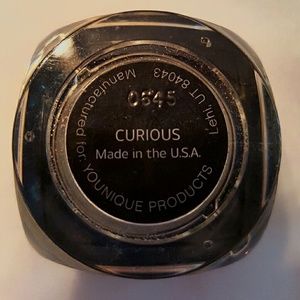 0545
CURIOUS
Made in the U.S.A.
Manufactured for YOUNIQUE PRODUCTS Lehi, UT 84043